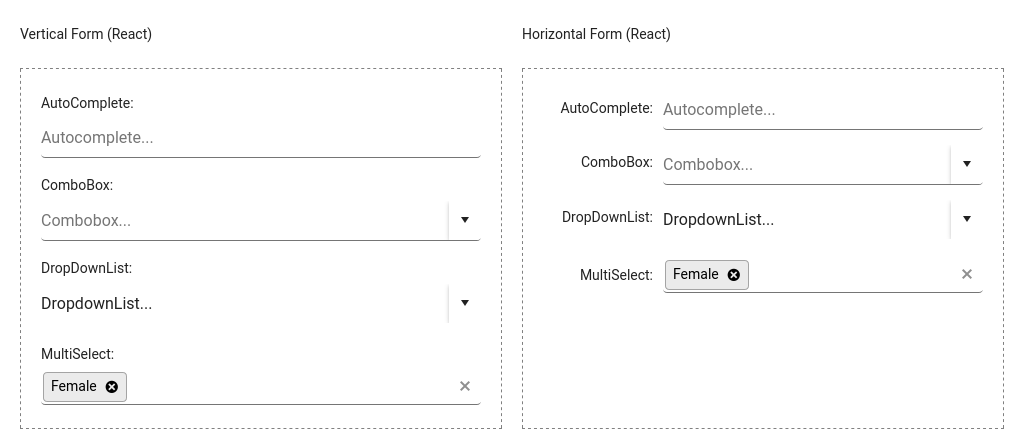 Vertical Form (React)
AutoComplete:
Autocomplete...
ComboBox:
Combobox...
DropDownList:
DropdownList...
MultiSelect:
Female
Horizontal Form (React)
AutoComplete: Autocomplete...
ComboBox: Combobox...
DropDownList: DropdownList...
MultiSelect: Female